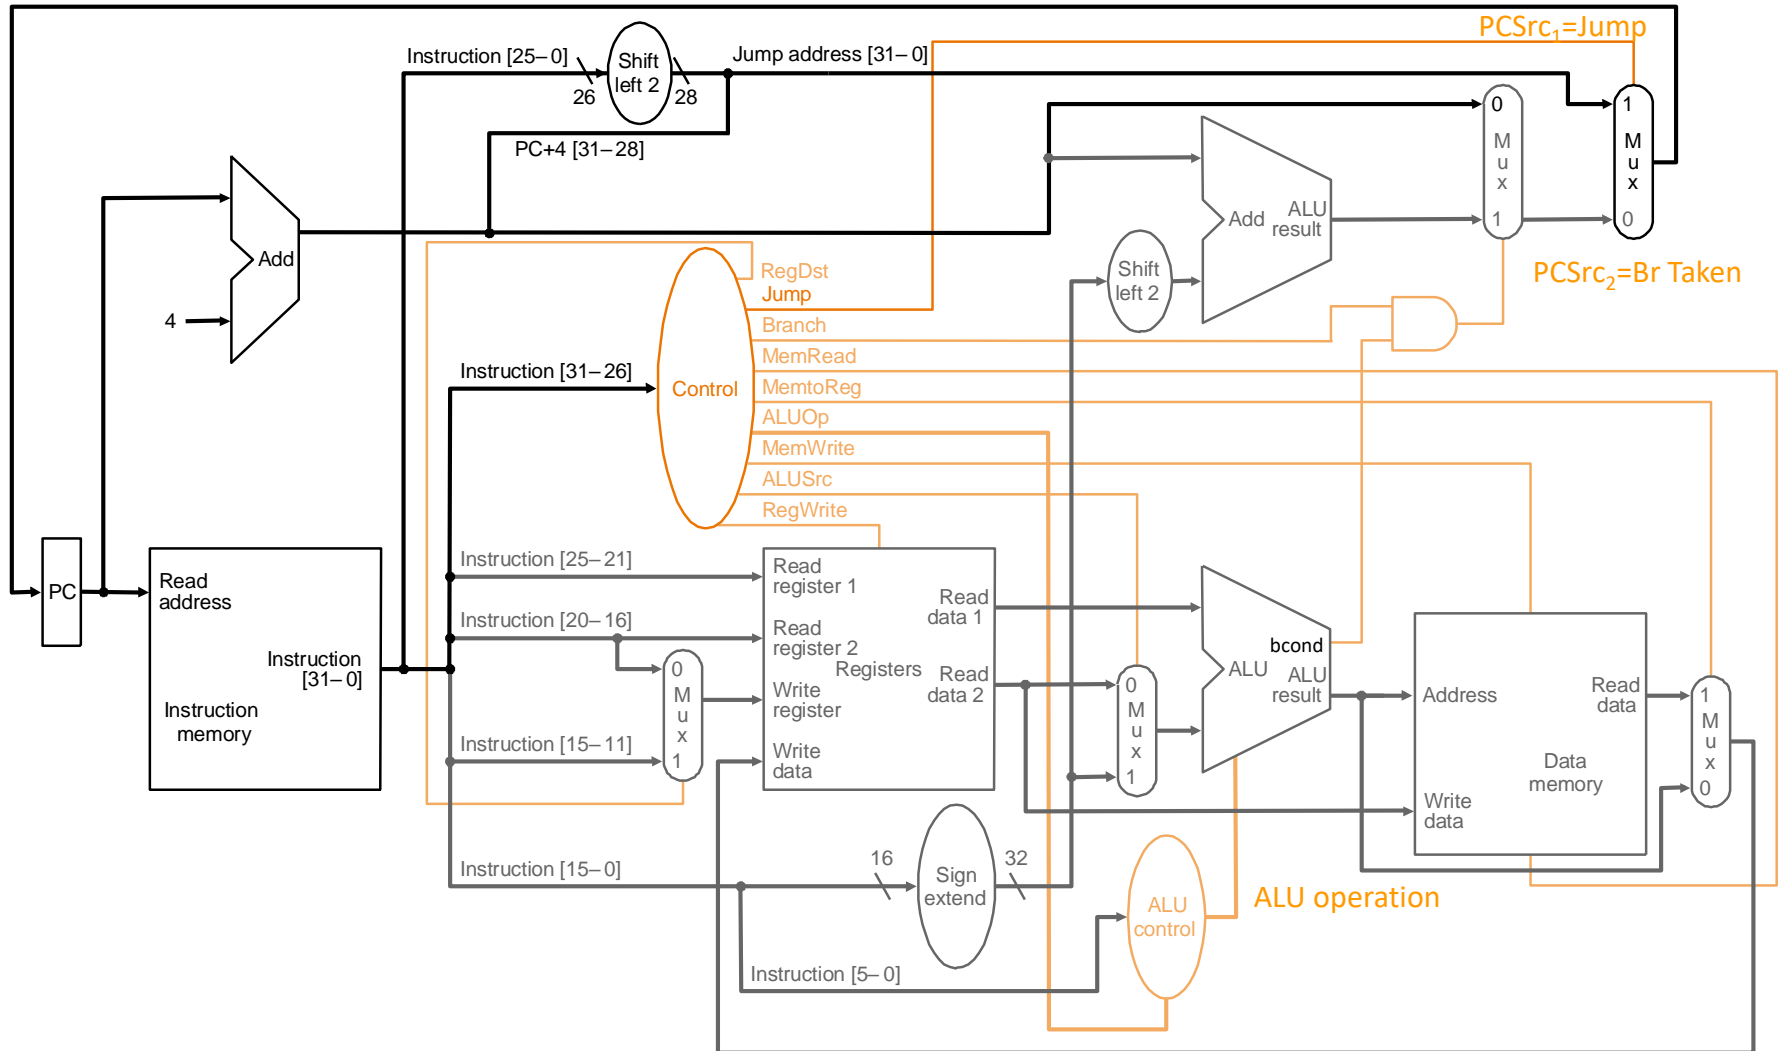 PCSrc1=Jump
Instruction [25–0]
Shift
left 2
Jump address [31–0]
26
28
1
M
u
x
0
0
M
u
x
1
PC+4 [31–28]
Add
ALU
result
Add
4
Shift
left 2
PCSrc2=Br Taken
RegDst
Jump
Branch
MemRead
MemtoReg
ALUOp
MemWrite
ALUSrc
RegWrite
Instruction [31–26]
Control
PC
Read
address
Instruction
[31–0]
Instruction
memory
Instruction [25–21]
Instruction [20–16]
Instruction [15–11]
Instruction [15–0]
Instruction [5–0]
0
M
u
x
1
Read
register 1
Read
register 2
Registers
Write
register
Write
data
Read
data 1
Read
data 2
0
M
u
x
1
bcond
ALU
ALU
result
Address
Read
data
Data
memory
Write
data
1
M
u
x
0
16
Sign
extend
32
ALU
control
ALU operation